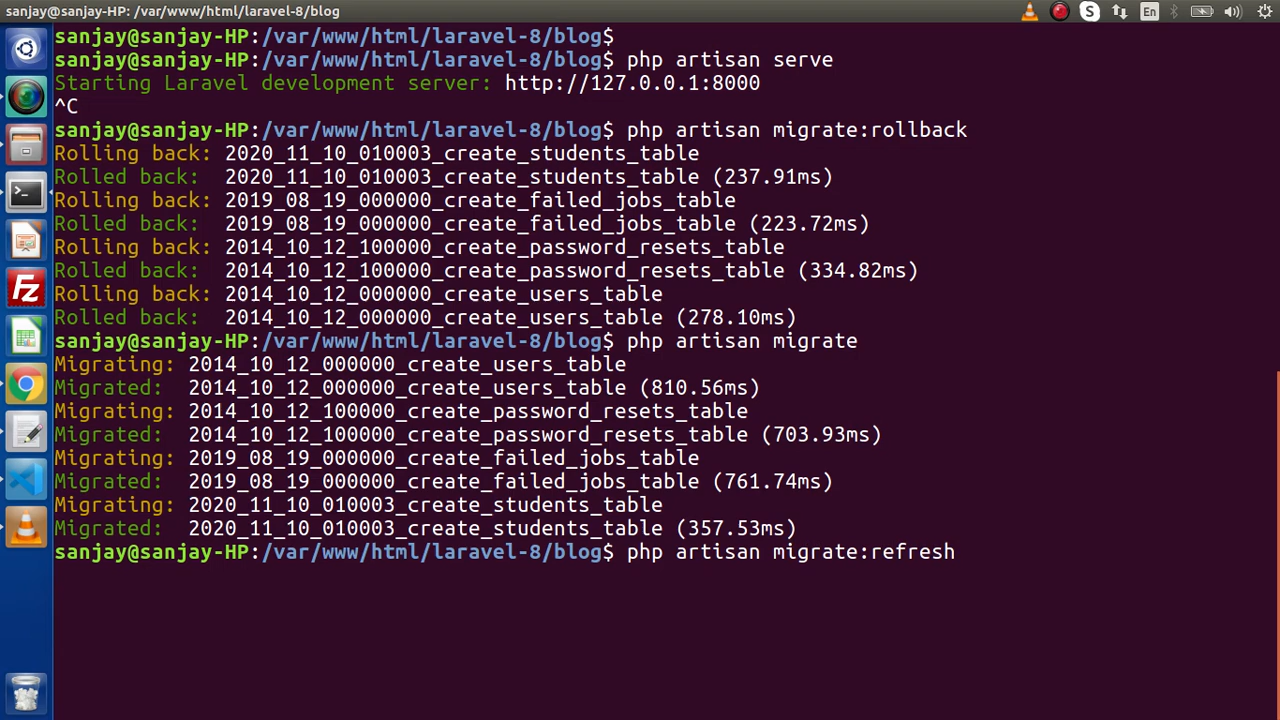 sanjay@sanjay-HP: /var/www/html/laravel-8/blog
S
En
sanjay@sanjay-HP:/var/www/html/laravel-8/blog$
sanjay@sanjay-HP:/var/www/html/laravel-8/blog$ php artisan serve
Starting Laravel development server: http://127.0.0.1:8000
^C
sanjay@sanjay-HP:/var/www/html/laravel-8/blog$ php artisan migrate:rollback
Rolling back: 2020_11_10_010003_create_students_table
Rolled back:  2020_11_10_010003_create_students_table (237.91ms)
Rolling back: 2019_08_19_000000_create_failed_jobs_table
Rolled back:  2019_08_19_000000_create_failed_jobs_table (223.72ms)
Rolling back: 2014_10_12_100000_create_password_resets_table
Rolled back:  2014_10_12_100000_create_password_resets_table (334.82ms)
Rolling back: 2014_10_12_000000_create_users_table
Rolled back:  2014_10_12_000000_create_users_table (278.10ms)
sanjay@sanjay-HP:/var/www/html/laravel-8/blog$ php artisan migrate
Migrating: 2014_10_12_000000_create_users_table
Migrated:  2014_10_12_000000_create_users_table (810.56ms)
Migrating: 2014_10_12_100000_create_password_resets_table
Migrated:  2014_10_12_100000_create_password_resets_table (703.93ms)
Migrating: 2019_08_19_000000_create_failed_jobs_table
Migrated:  2019_08_19_000000_create_failed_jobs_table (761.74ms)
Migrating: 2020_11_10_010003_create_students_table
Migrated:  2020_11_10_010003_create_students_table (357.53ms)
sanjay@sanjay-HP:/var/www/html/laravel-8/blog$ php artisan migrate:refresh
Fz